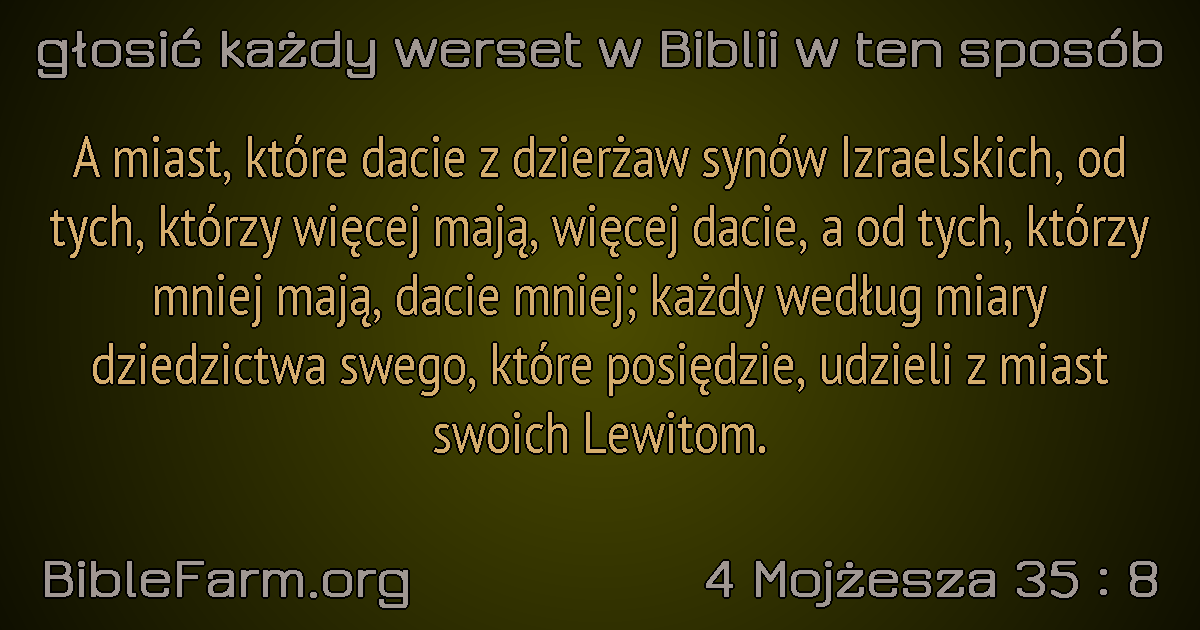 głosić każdy werset w Biblii w ten sposób
A miast, które dacie z dzierżaw synów Izraelskich, od
tych, którzy więcej mają, więcej dacie, a od tych, którzy
mniej mają, dacie mniej; każdy według miary
dziedzictwa swego, które posiędzie, udzieli z miast
swoich Lewitom.
BibleFarm.org
4 Mojżesza 35 : 8